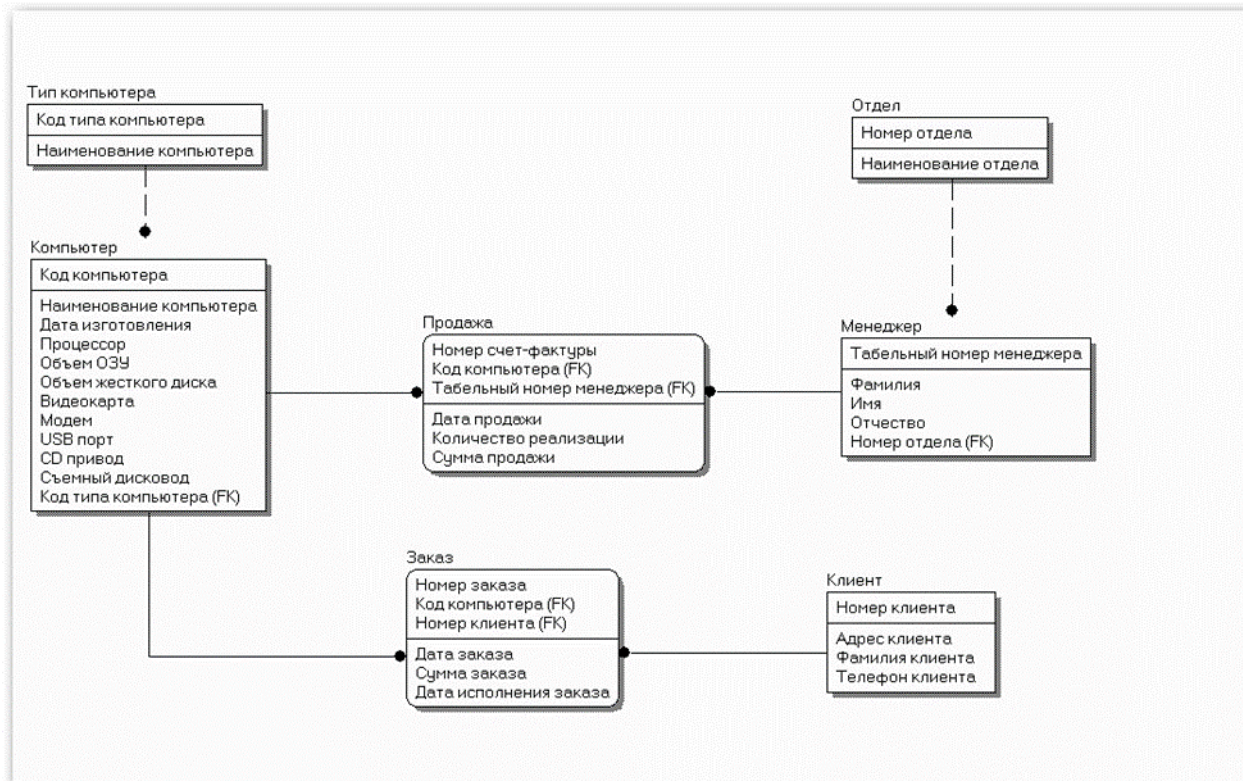 Тип компьютера
Код типа компьютера
Наименование компьютера
Отдел
Номер отдела
Наименование отдела
Компьютер
Код компьютера
Наименование компьютера
Дата изготовления
Процессор
Объем ОЗУ
Объем жесткого диска
Видеокарта
Модем
USB порт
CD привод
Съемный дисковод
Код типа компьютера (FK)
Продажа
Номер счет-фактуры
Код компьютера (FK)
Табельный номер менеджера (FK)
Дата продажи
Количество реализации
Сумма продажи
Менеджер
Табельный номер менеджера
Фамилия
Имя
Отчество
Номер отдела (FK)
Заказ
Номер заказа
Код компьютера (FK)
Номер клиента (FK)
Дата заказа
Сумма заказа
Дата исполнения заказа
Клиент
Номер клиента
Адрес клиента
Фамилия клиента
Телефон клиента